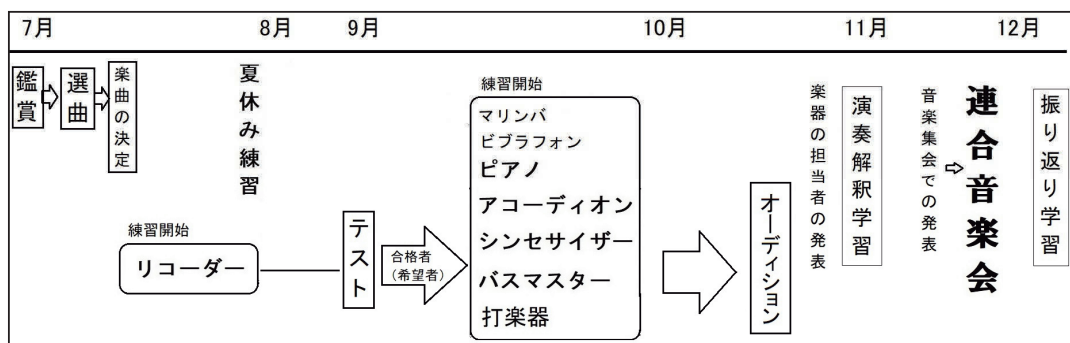 7月
8月
9月
10月
11月
12月
鑑賞
選曲
楽曲の決定
夏休み練習
練習開始
リコーダー
テスト
合格者
（希望者）
練習開始
マリンバ
ビブラフォン
ピアノ
アコーディオン
シンセサイザー
バスマスター
打楽器
オーディション
楽器の担当者の発表
演奏解釈学習
音楽集会での発表
連合音楽会
振り返り学習